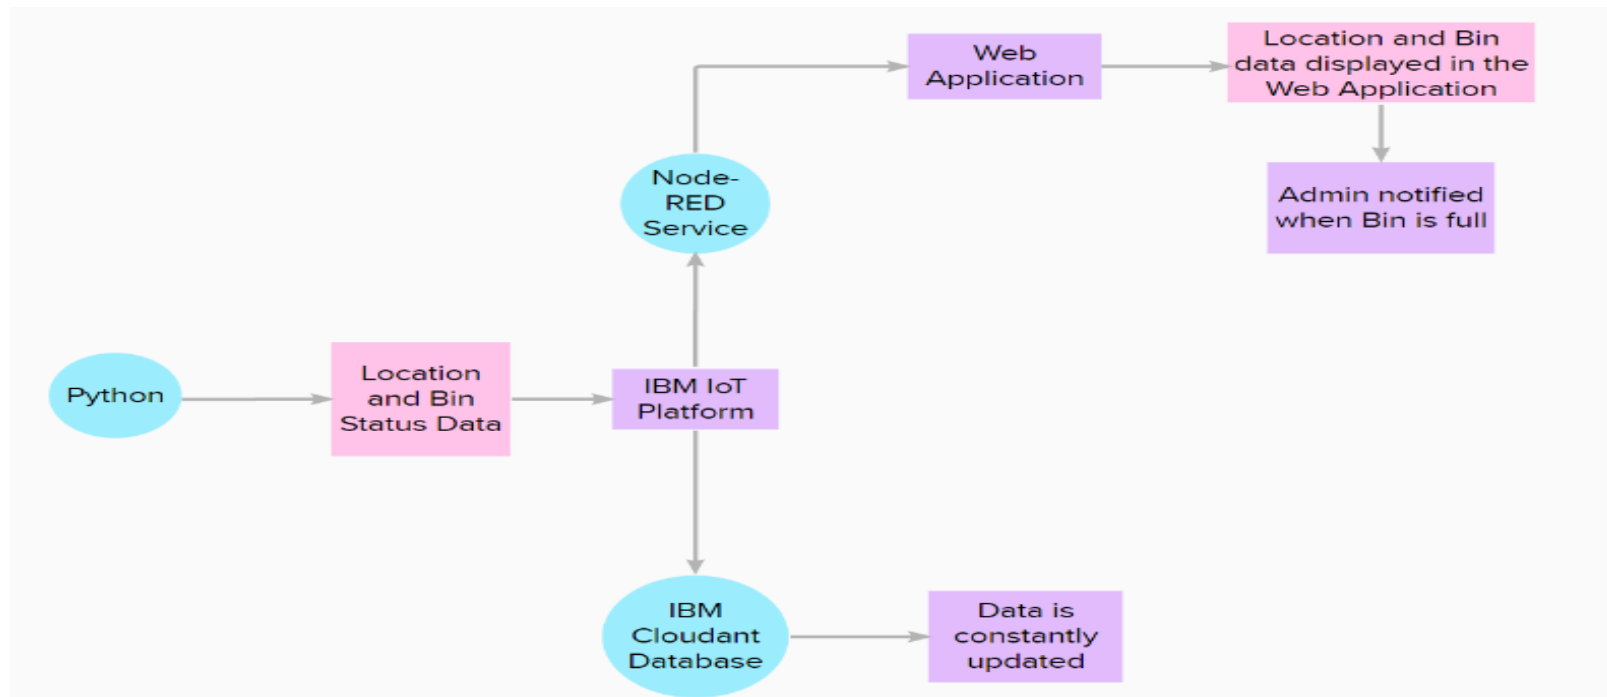 Web
Application
Location and Bin
data displayed in the
Web Application
Node-
RED
Service
Admin notified
when Bin is full
Python
Location
and Bin
Status Data
IBM IoT
Platform
IBM
Cloudant
Database
Data is
constantly
updated